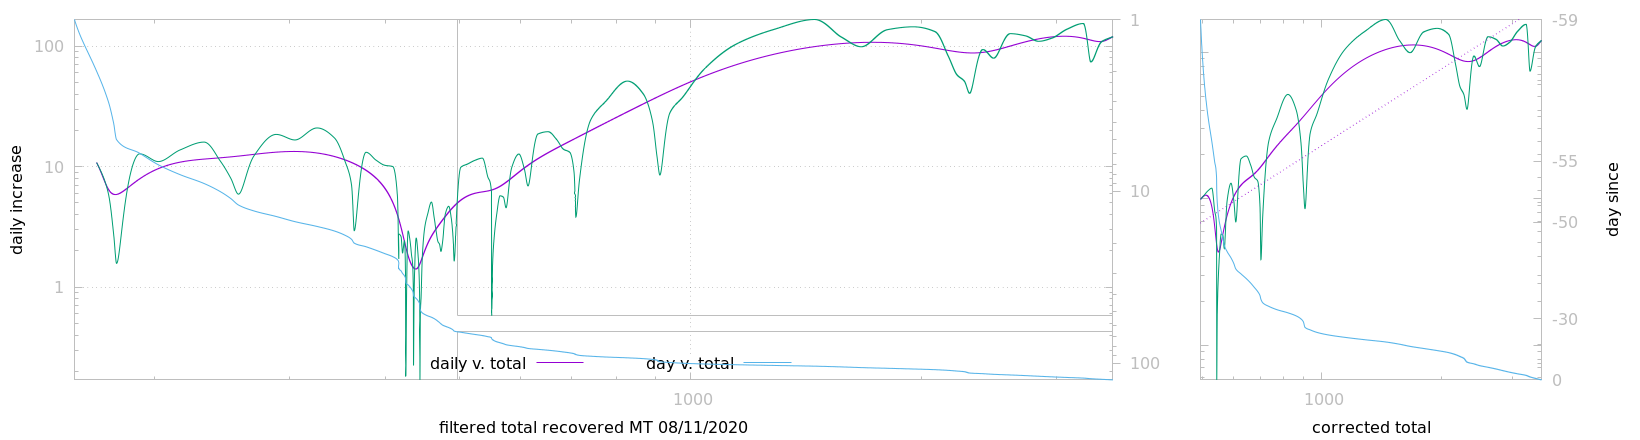 daily increase
100
10
1
daily v. total
day v. total
1000
filtered total recovered MT 08/11/2020
1
10
100
1000
corrected total
-59
-55
-50
-30
0
day since